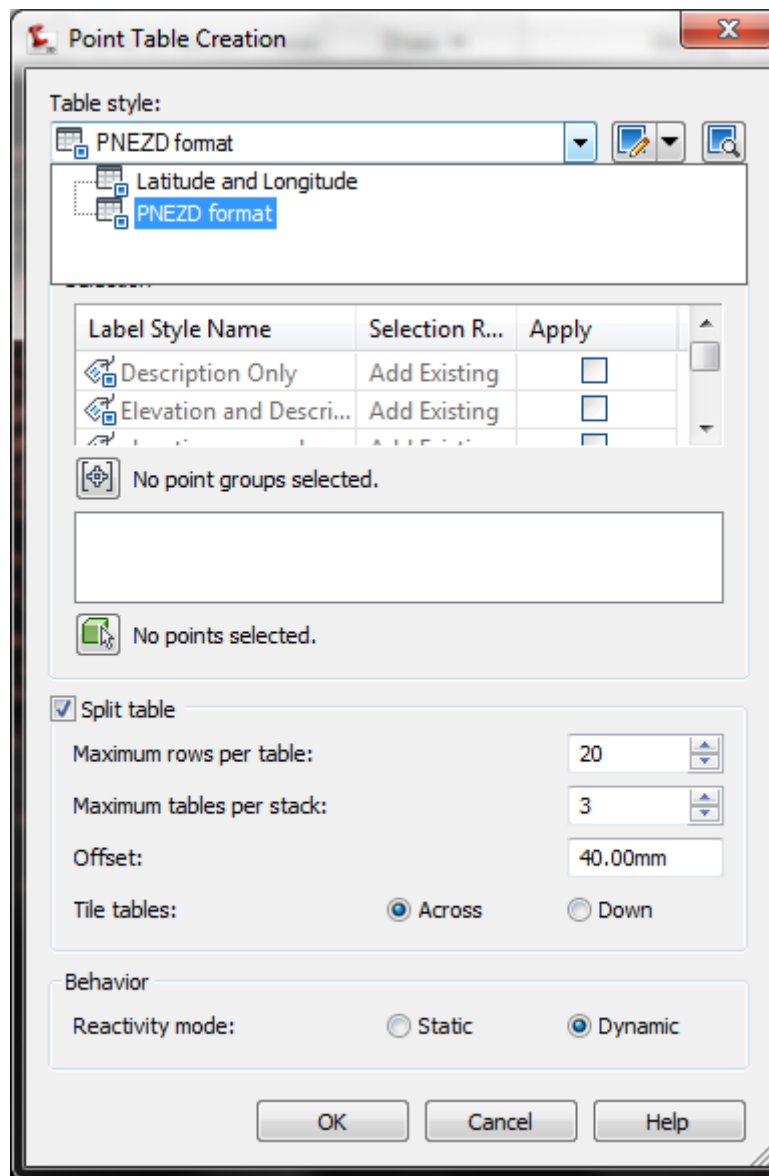 Point Table Creation
Table style:
PNEZD format
Latitude and Longitude
PNEZD format
Selection
Label Style Name Selection R... Apply
Description Only Add Existing
Elevation and Descri... Add Existing
No point groups selected.
No points selected.
Split table
Maximum rows per table: 20
Maximum tables per stack: 3
Offset: 40.00mm
Tile tables: Across Down
Behavior
Reactivity mode: Static Dynamic
OK Cancel Help